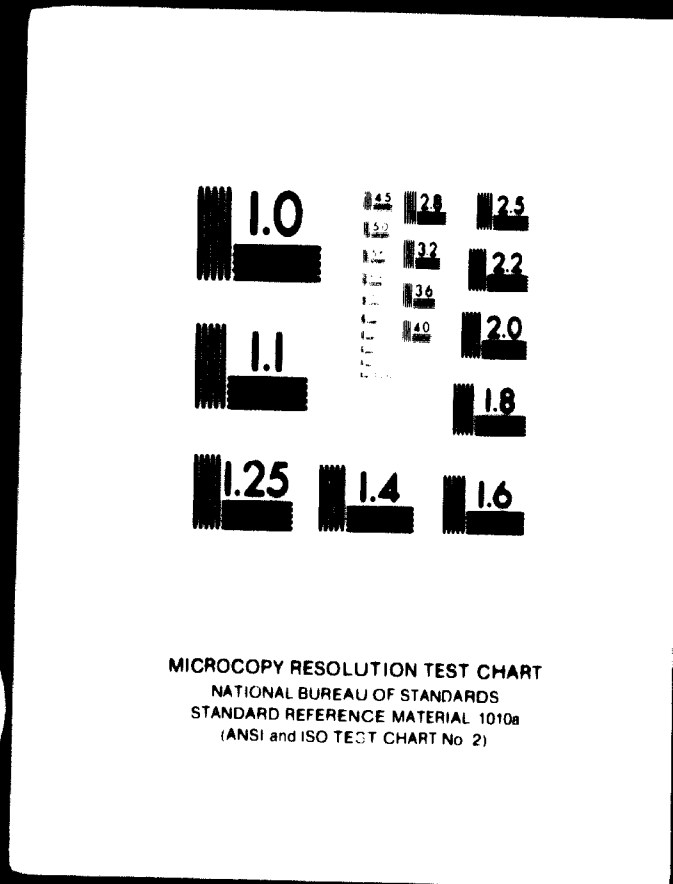 1.0
4.5 2.8 2.5
5.0
3.2 2.2
3.6
4.0 2.0
1.1
1.8
1.25 1.4 1.6
MICROCOPY RESOLUTION TEST CHART
NATIONAL BUREAU OF STANDARDS
STANDARD REFERENCE MATERIAL 1010a
(ANSI and ISO TEST CHART No 2)